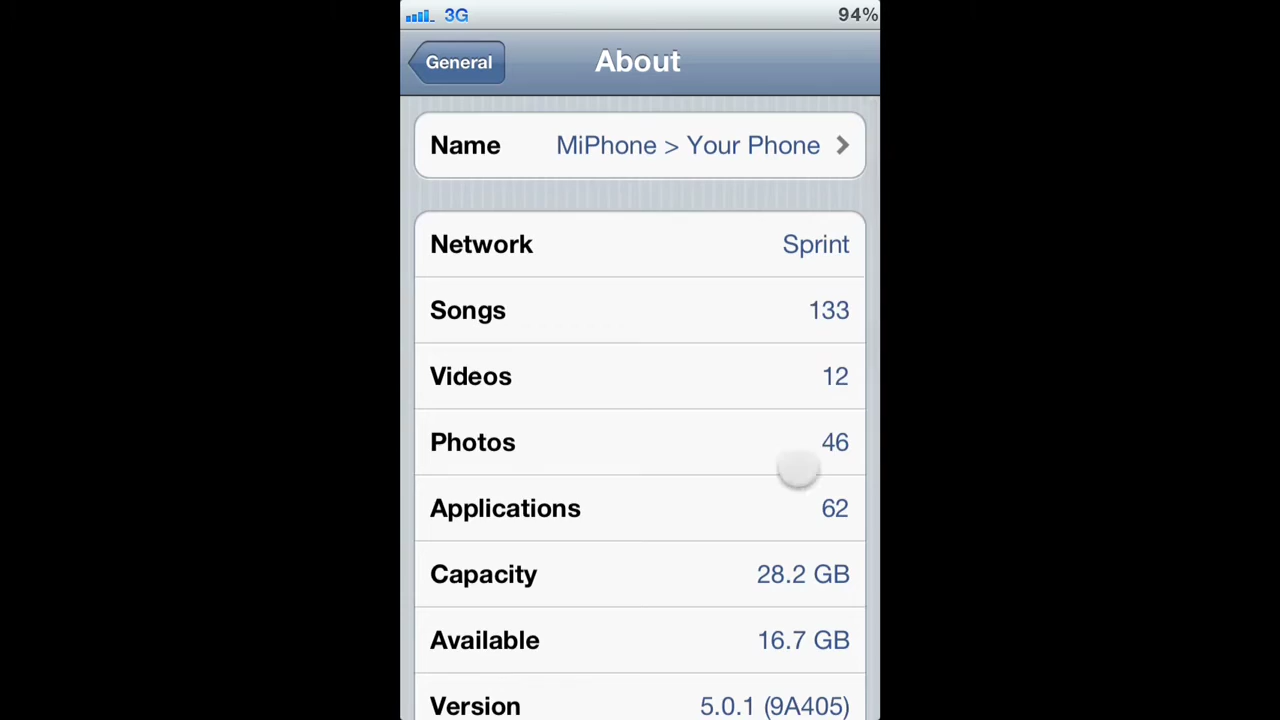 3G 94%
General About
Name MiPhone > Your Phone
Network Sprint
Songs 133
Videos 12
Photos 46
Applications 62
Capacity 28.2 GB
Available 16.7 GB
Version 5.0.1 (9A405)